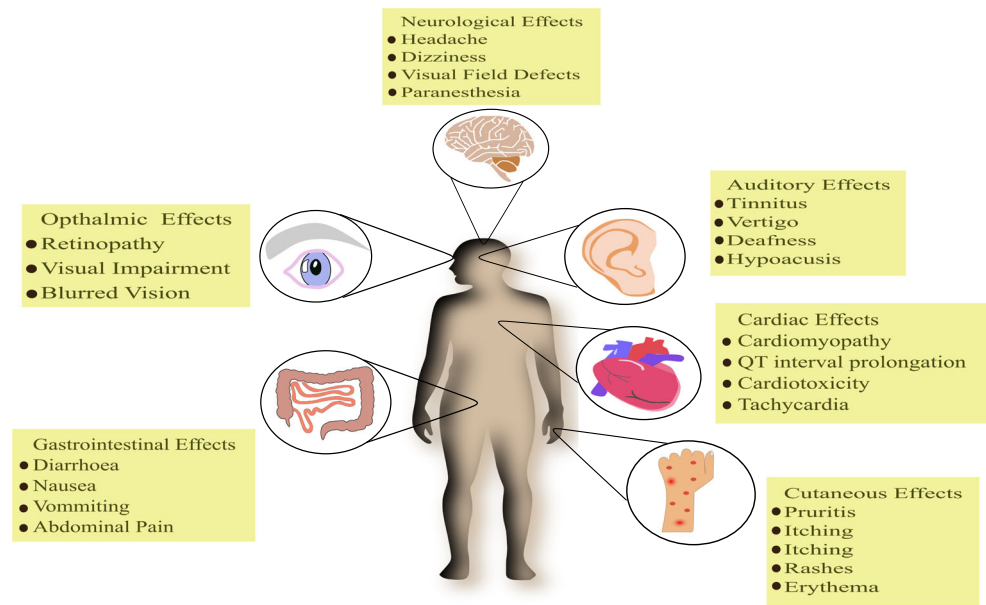 Neurological Effects
● Headache
● Dizziness
● Visual Field Defects
● Paranesthesia
Auditory Effects
● Tinnitus
● Vertigo
● Deafness
● Hypoacusis
Opthalmic Effects
● Retinopathy
● Visual Impairment
● Blurred Vision
Cardiac Effects
● Cardiomyopathy
● QT interval prolongation
● Cardiotoxicity
● Tachycardia
Gastrointestinal Effects
● Diarrhoea
● Nausea
● Vommiting
● Abdominal Pain
Cutaneous Effects
● Pruritis
● Itching
● Itching
● Rashes
● Erythema